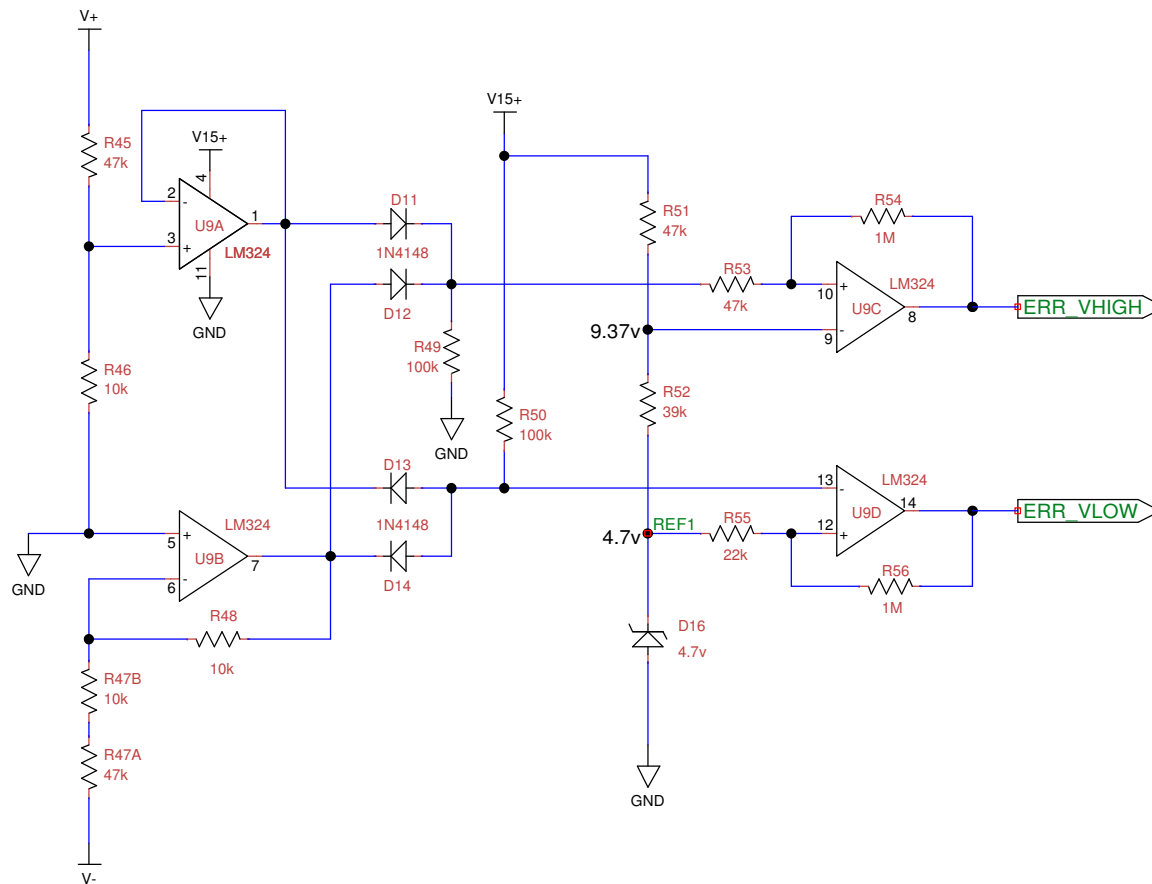 V+
R45
47k
V15+
4
2
-
U9A
1
3
+
LM324
11
GND
R46
10k
GND
5
+
U9B
LM324
7
6
-
R48
10k
R47B
10k
R47A
47k
V-
D11
1N4148
D12
R49
100k
GND
D13
1N4148
D14
V15+
R50
100k
R51
47k
9.37v
R52
39k
4.7v
REF1
D16
4.7v
GND
R53
47k
R54
1M
10
+
LM324
U9C
8
9
-
ERR_VHIGH
R55
22k
13
-
LM324
14
U9D
12
+
R56
1M
ERR_VLOW